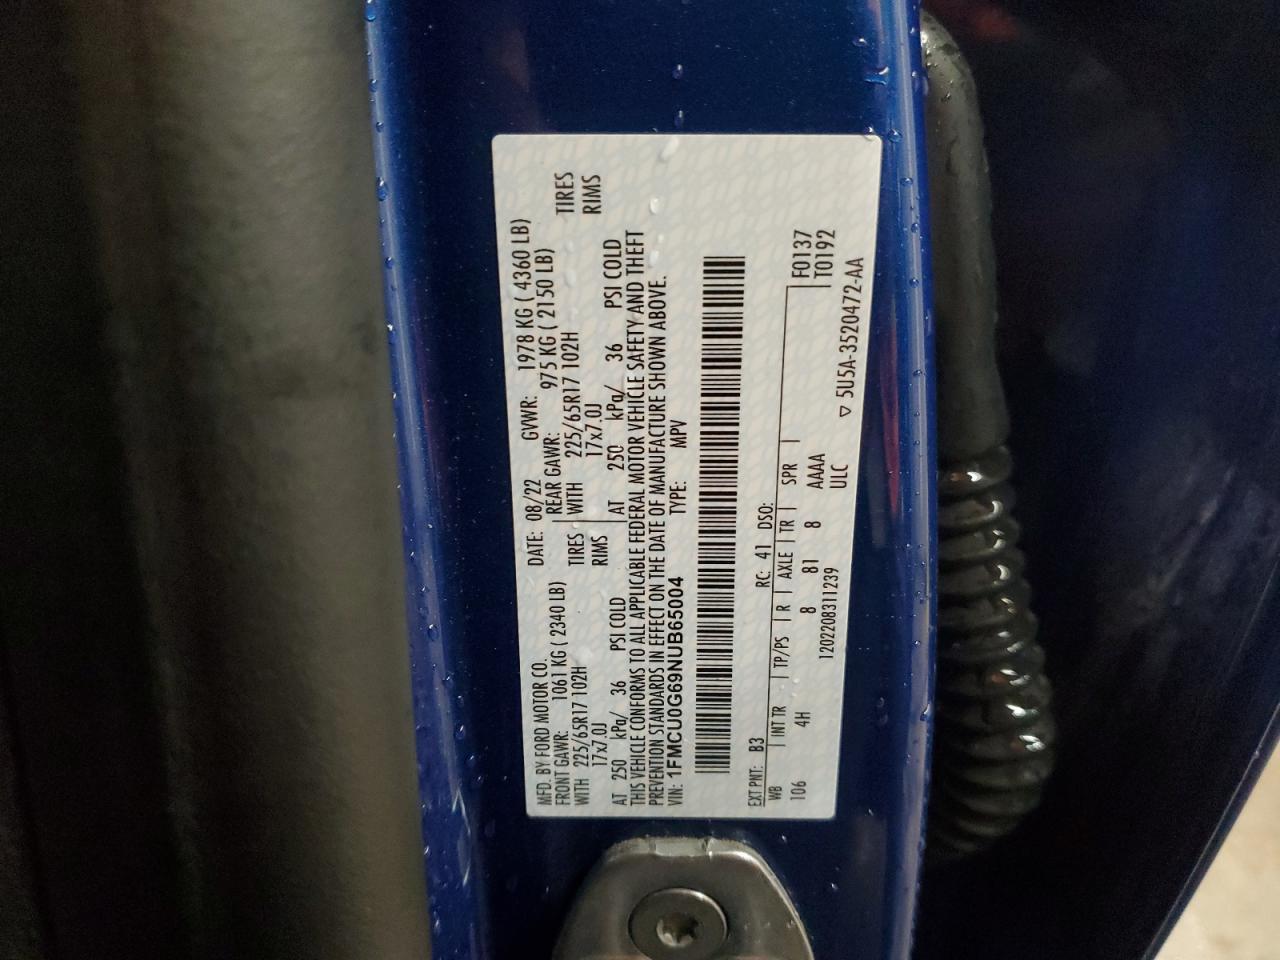 MFD. BY FORD MOTOR CO. DATE: 08/22 GVWR: 1978 KG ( 4360 LB)
FRONT GAWR: 1061 KG ( 2340 LB) REAR GAWR: 975 KG ( 2150 LB)
WITH 225/65R17 102H TIRES WITH 225/65R17 102H TIRES
17x7.0J RIMS 17x7.0J RIMS
AT 250 kPa/ 36 PSI COLD AT 250 kPa/ 36 PSI COLD
THIS VEHICLE CONFORMS TO ALL APPLICABLE FEDERAL MOTOR VEHICLE SAFETY AND THEFT
PREVENTION STANDARDS IN EFFECT ON THE DATE OF MANUFACTURE SHOWN ABOVE.
VIN: 1FMCU0G69NUB65004 TYPE: MPV
EXT PNT: B3 RC: 41 DSO:
WB INT TR TP/PS R AXLE TR SPR F0137
106 4H 8 81 8 AAAA T0192
1202208311239 ULC
▽ 5U5A-3520472-AA